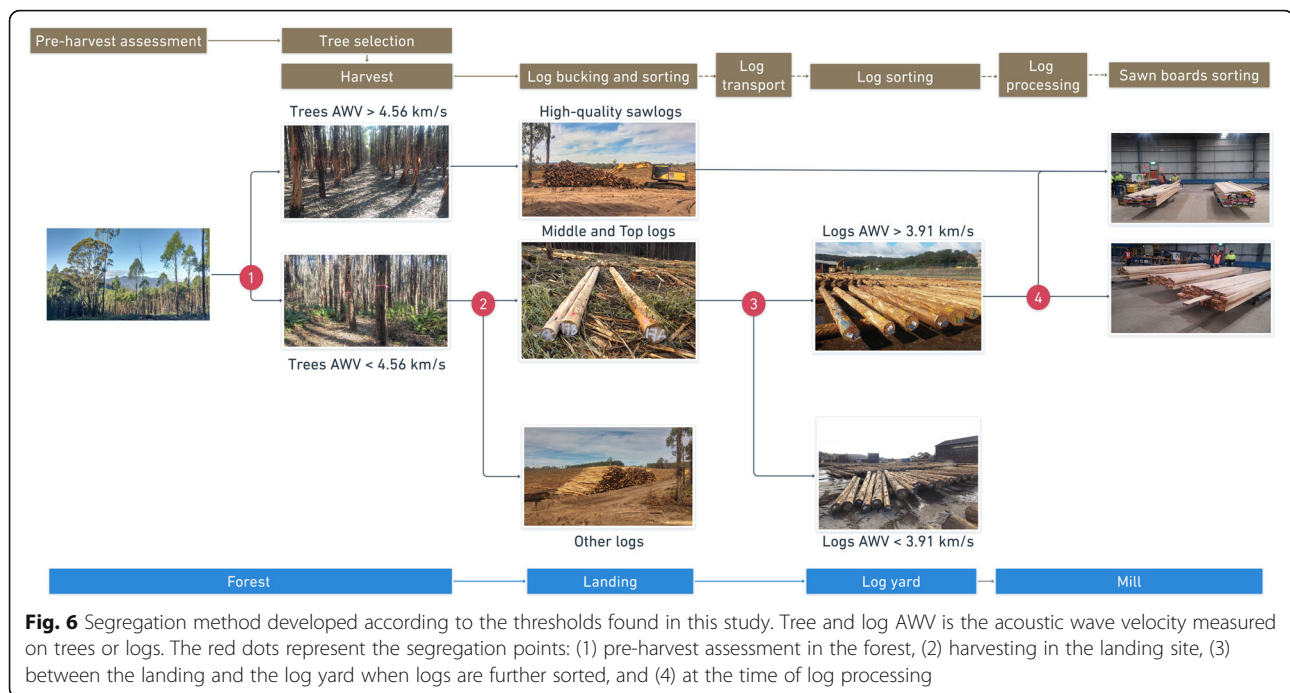 Pre-harvest assessment
Tree selection
Harvest
Log bucking and sorting
Log
transport
Log sorting
Log
processing
Sawn boards sorting
Trees AWV > 4.56 km/s
High-quality sawlogs
1
Middle and Top logs
Logs AWV > 3.91 km/s
2
3
4
Trees AWV < 4.56 km/s
Other logs
Logs AWV < 3.91 km/s
Forest
Landing
Log yard
Mill
Fig. 6 Segregation method developed according to the thresholds found in this study. Tree and log AWV is the acoustic wave velocity measured
on trees or logs. The red dots represent the segregation points: (1) pre-harvest assessment in the forest, (2) harvesting in the landing site, (3)
between the landing and the log yard when logs are further sorted, and (4) at the time of log processing